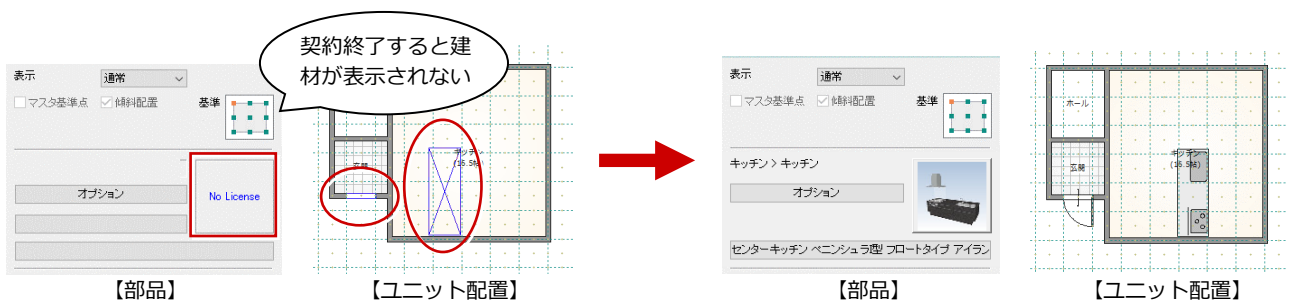 契約終了すると建
材が表示されない
表示
通常
マスタ基準点
傾斜配置
基準
オプション
No License
玄関
キッチン
(16.5帖)
【部品】
【ユニット配置】
表示
通常
マスタ基準点
傾斜配置
基準
キッチン > キッチン
オプション
センターキッチン ペニンシュラI型 フロートタイプ アイラン
ホール
玄関
キッチン
(16.5帖)
【部品】
【ユニット配置】